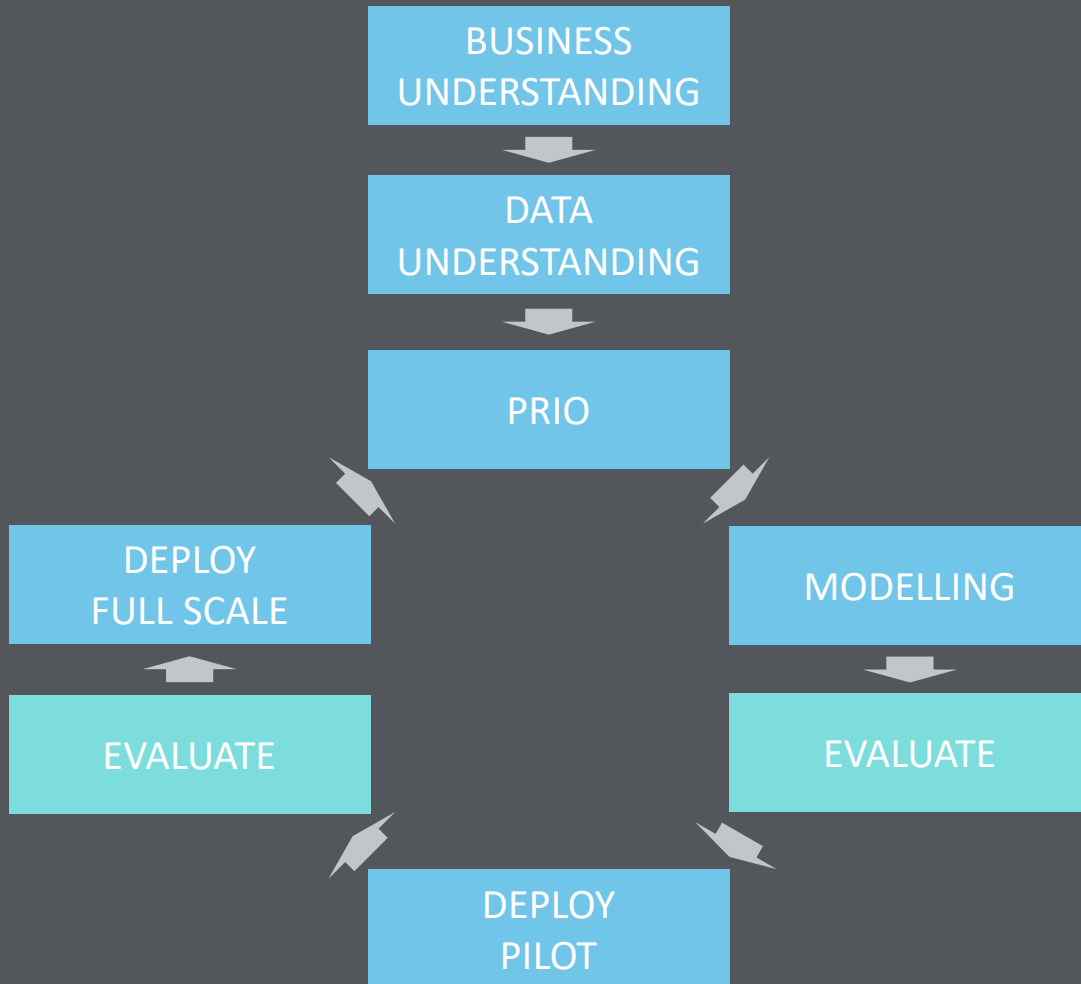 BUSINESS
UNDERSTANDING
DATA
UNDERSTANDING
PRIO
DEPLOY
FULL SCALE
MODELLING
EVALUATE
EVALUATE
DEPLOY
PILOT